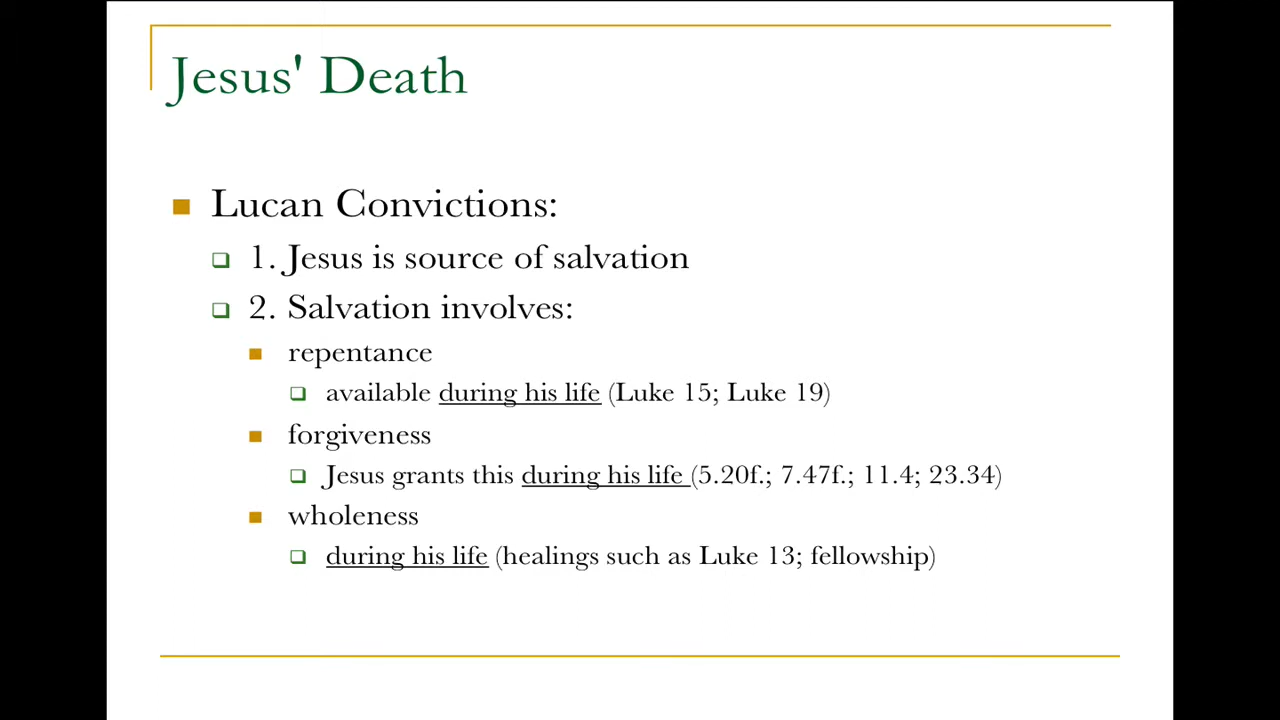 Jesus' Death
Lucan Convictions:
1. Jesus is source of salvation
2. Salvation involves:
repentance
available during his life (Luke 15; Luke 19)
forgiveness
Jesus grants this during his life (5.20f.; 7.47f.; 11.4; 23.34)
wholeness
during his life (healings such as Luke 13; fellowship)